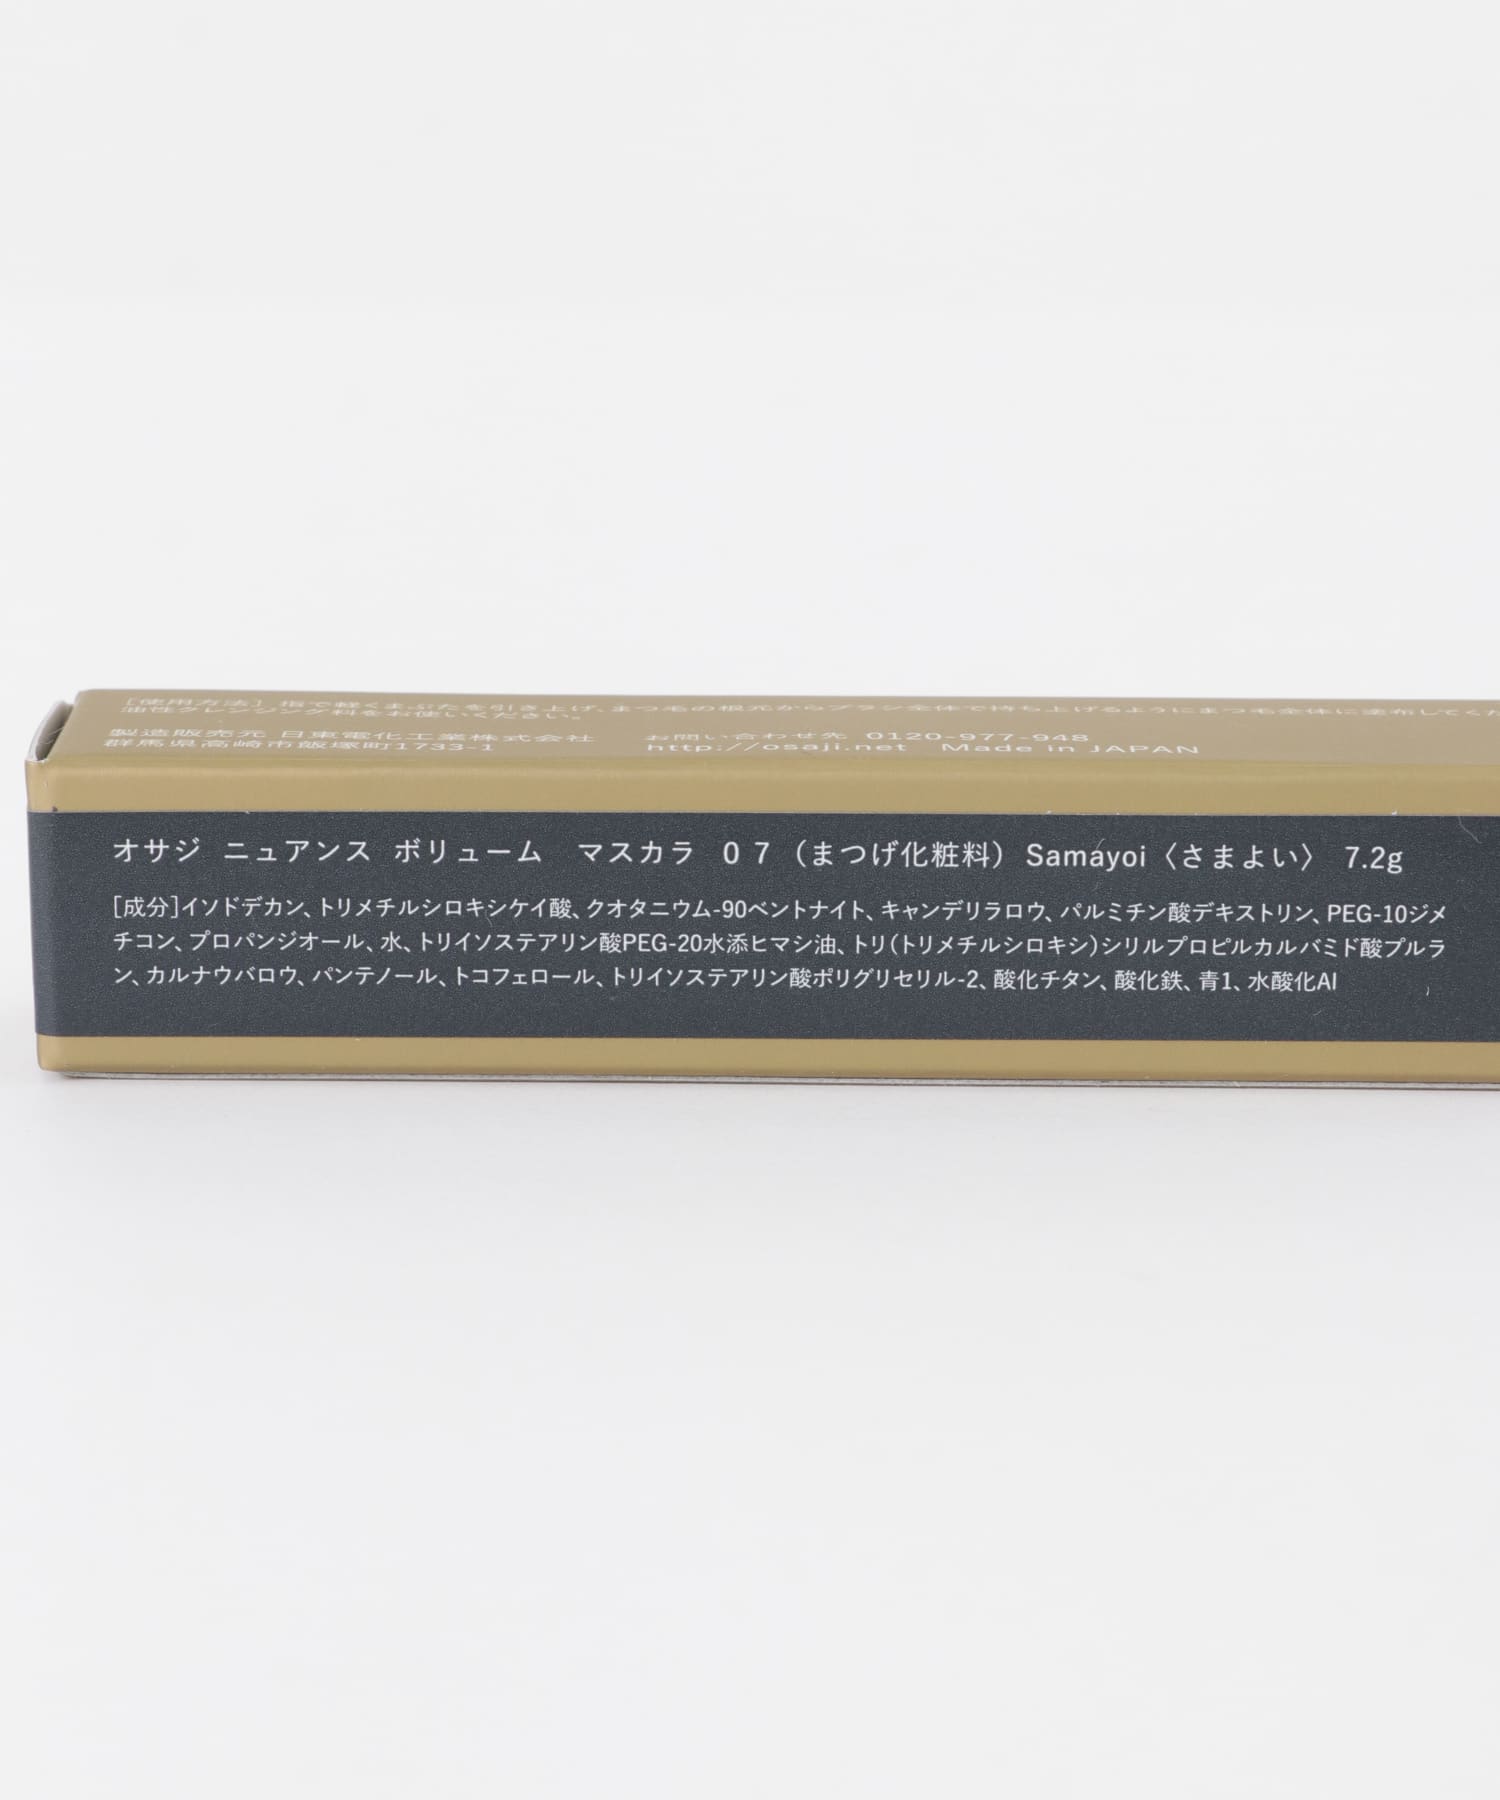 ［使用方法］指で軽くまぶたを引き上げ、まつ毛の根元からブラシ全体で持ち上げるようにまつ毛全体に塗布してくだ
油性クレンジング料をお使いください。
製造販売元 日東電化工業株式会社　お問い合わせ先 0120-977-948
群馬県高崎市飯塚町1733-1　http://osaji.net　Made in JAPAN
オサジ ニュアンス ボリューム　マスカラ ０７（まつげ化粧料）Samayoi〈さまよい〉 7.2g
［成分］イソドデカン、トリメチルシロキシケイ酸、クオタニウム-90ベントナイト、キャンデリラロウ、パルミチン酸デキストリン、PEG-10ジメ
チコン、プロパンジオール、水、トリイソステアリン酸PEG-20水添ヒマシ油、トリ（トリメチルシロキシ）シリルプロピルカルバミド酸プルラ
ン、カルナウバロウ、パンテノール、トコフェロール、トリイソステアリン酸ポリグリセリル-2、酸化チタン、酸化鉄、青1、水酸化Al